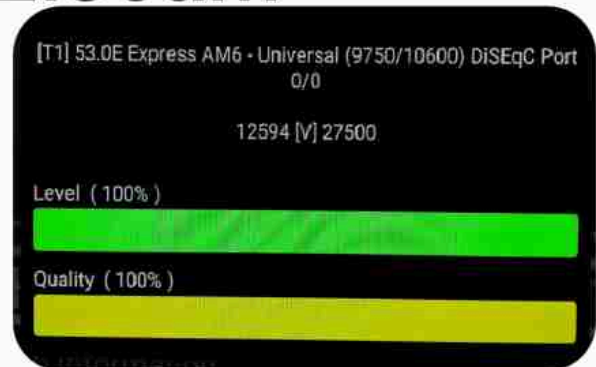 [T1] 53.0E Express AM6 - Universal (9750/10600) DiSEqC Port
0/0
12594 [V] 27500
Level ( 100% )
Quality ( 100% )